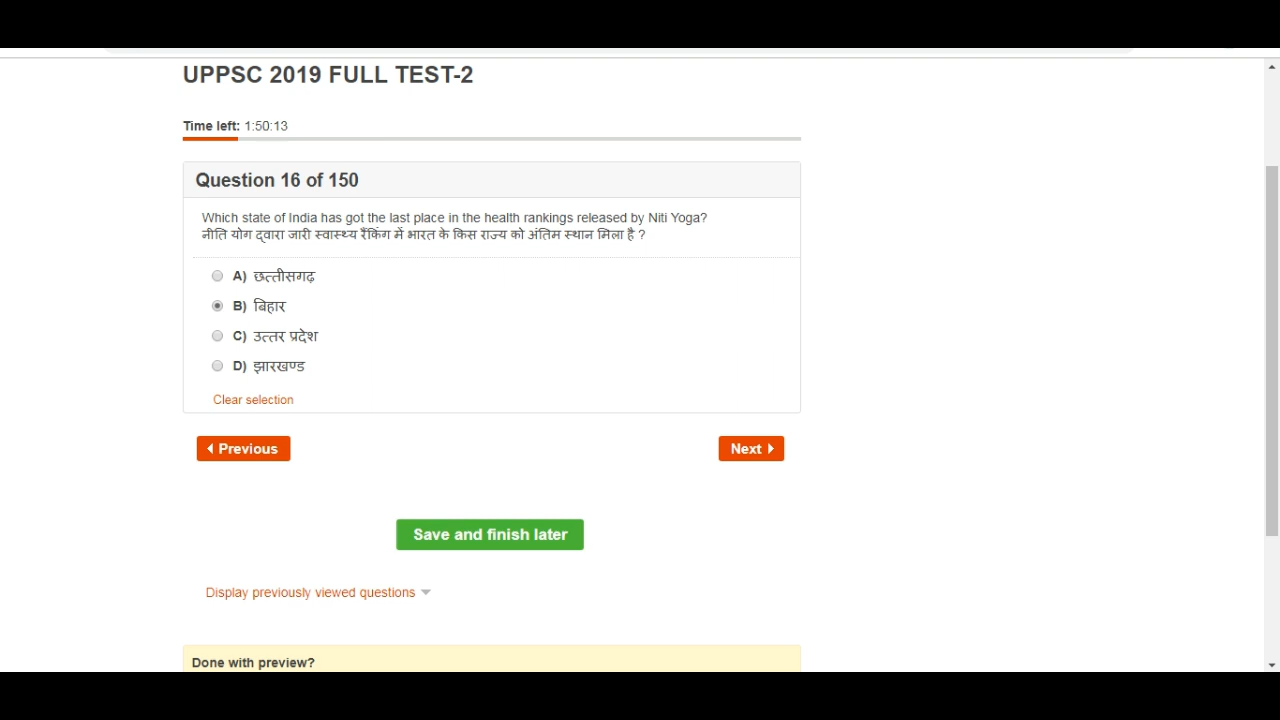 UPPSC 2019 FULL TEST-2
Time left: 1:50:13
Question 16 of 150
Which state of India has got the last place in the health rankings released by Niti Yoga?
नीति योग द्वारा जारी स्वास्थ्य रैंकिंग में भारत के किस राज्य को अंतिम स्थान मिला है ?
A) छत्तीसगढ़
B) बिहार
C) उत्तर प्रदेश
D) झारखण्ड
Clear selection
Previous
Next
Save and finish later
Display previously viewed questions
Done with preview?